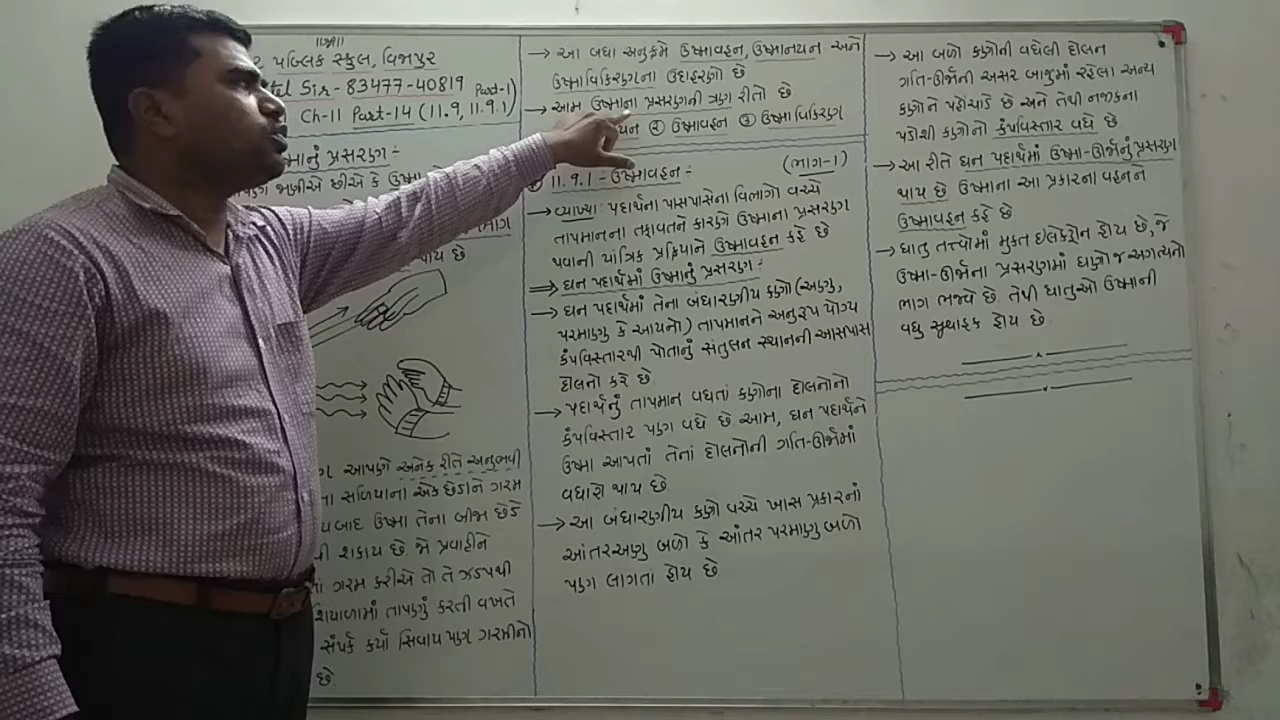 ॥શ્રી॥
પબ્લિક સ્કુલ, વિજાપુર
Sir - 83477-40819 Part-1)
Ch-11 Part-14 (11.9, 11.9.1)
નું પ્રસરણ :-
જાણીએ છીએ કે ઉષ્મા
ભાગ
થાય છે
આપણે અનેક રીતે અનુભવી
સળિયાના એક છેડાને ગરમ
બાદ ઉષ્મા તેના બીજા છેડે
શકાય છે. જો પ્રવાહીને
ગરમ કરીએ તો તે ઝડપથી
શિયાળામાં તાપણું કરતી વખતે
સંપર્ક કર્યા સિવાય પણ ગરમીનો
છે.
→ આ બધા અનુક્રમે ઉષ્માવહન, ઉષ્માનયન અને
ઉષ્માવિકિરણના ઉદાહરણો છે
→ આમ ઉષ્માના પ્રસરણની ત્રણ રીતો છે
② ઉષ્માવહન ③ ઉષ્માવિકિરણ
11.9.1 - ઉષ્માવહન :- (ભાગ-1)
→ વ્યાખ્યા પદાર્થના પાસપાસેના વિભાગો વચ્ચે
તાપમાનના તફાવતને કારણે ઉષ્માના પ્રસરણ
થવાની યાંત્રિક પ્રક્રિયાને ઉષ્માવહન કહે છે
⇒ ઘન પદાર્થમાં ઉષ્માનું પ્રસરણ :-
→ ઘન પદાર્થમાં તેના બંધારણીય કણો (અણુ,
પરમાણુ કે આયનો) તાપમાનને અનુરૂપ યોગ્ય
કંપવિસ્તારથી પોતાનું સંતુલન સ્થાનની આસપાસ
દોલનો કરે છે
→ પદાર્થનું તાપમાન વધતાં કણોના દોલનોનો
કંપવિસ્તાર પણ વધે છે આમ, ઘન પદાર્થને
ઉષ્મા આપતાં તેનાં દોલનોની ગતિ-ઊર્જામાં
વધારો થાય છે
→ આ બંધારણીય કણો વચ્ચે ખાસ પ્રકારનાં
આંતરઅણુ બળો કે આંતર પરમાણુ બળો
પણ લાગતાં હોય છે
→ આ બળો કણોની વધેલી દોલન
ગતિ-ઊર્જાની અસર બાજુમાં રહેલા અન્ય
કણોને પહોંચાડે છે અને તેથી નજીકના
પડોશી કણોનો કંપવિસ્તાર વધે છે
→ આ રીતે ઘન પદાર્થમાં ઉષ્મા-ઊર્જાનું પ્રસરણ
થાય છે ઉષ્માના આ પ્રકારના વહનને
ઉષ્માવહન કહે છે.
→ ધાતુ તત્ત્વોમાં મુક્ત ઇલેક્ટ્રોન હોય છે, જે
ઉષ્મા-ઊર્જાના પ્રસરણમાં ઘણો જ અગત્યનો
ભાગ ભજવે છે. તેથી ધાતુઓ ઉષ્માની
વધુ સુવાહક હોય છે.